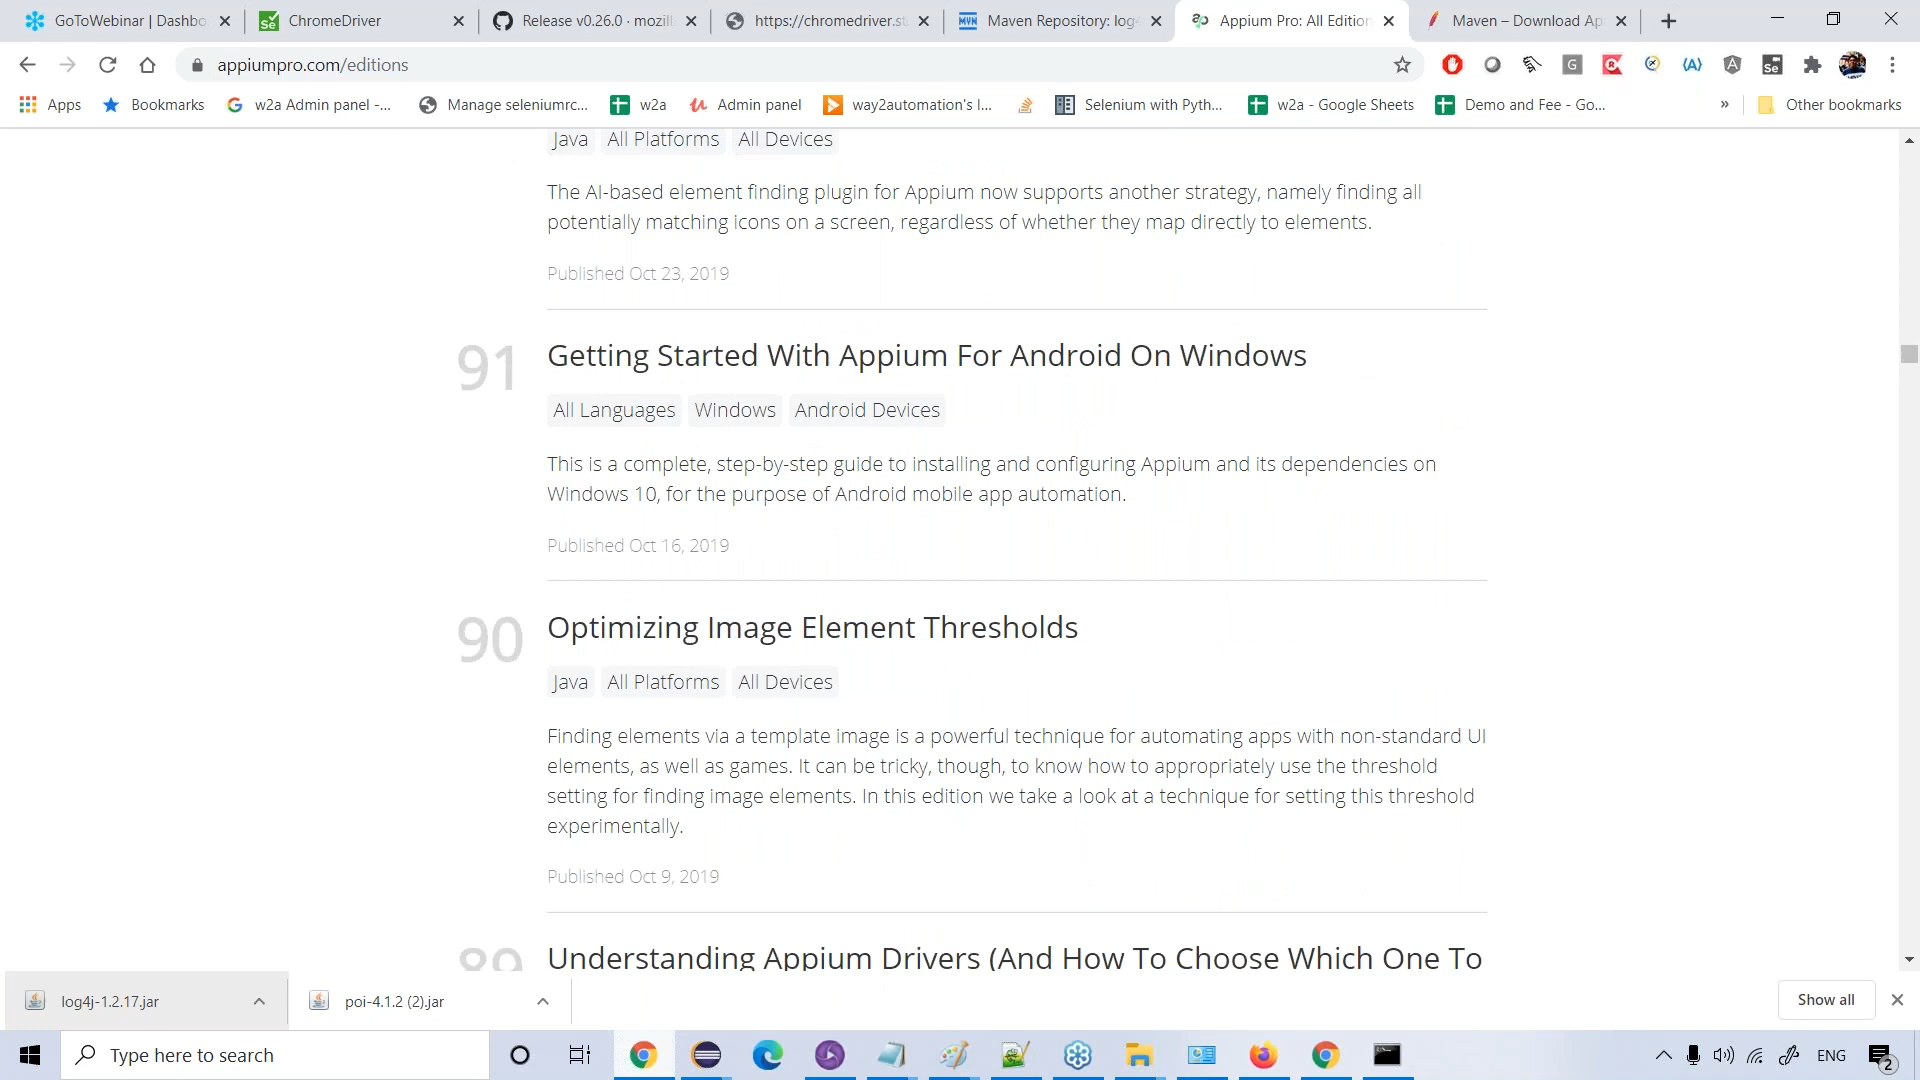 GoToWebinar | Dashbo
ChromeDriver
Release v0.26.0 · mozill
https://chromedriver.st
Maven Repository: log4
Appium Pro: All Edition
Maven – Download Ap
appiumpro.com/editions
Apps
Bookmarks
w2a Admin panel -...
Manage seleniumrc...
w2a
Admin panel
way2automation's l...
Selenium with Pyth...
w2a - Google Sheets
Demo and Fee - Go...
»
Other bookmarks
Java All Platforms All Devices
The AI-based element finding plugin for Appium now supports another strategy, namely finding all
potentially matching icons on a screen, regardless of whether they map directly to elements.
Published Oct 23, 2019
91 Getting Started With Appium For Android On Windows
All Languages Windows Android Devices
This is a complete, step-by-step guide to installing and configuring Appium and its dependencies on
Windows 10, for the purpose of Android mobile app automation.
Published Oct 16, 2019
90 Optimizing Image Element Thresholds
Java All Platforms All Devices
Finding elements via a template image is a powerful technique for automating apps with non-standard UI
elements, as well as games. It can be tricky, though, to know how to appropriately use the threshold
setting for finding image elements. In this edition we take a look at a technique for setting this threshold
experimentally.
Published Oct 9, 2019
89 Understanding Appium Drivers (And How To Choose Which One To
log4j-1.2.17.jar
poi-4.1.2 (2).jar
Show all
Type here to search
ENG
2